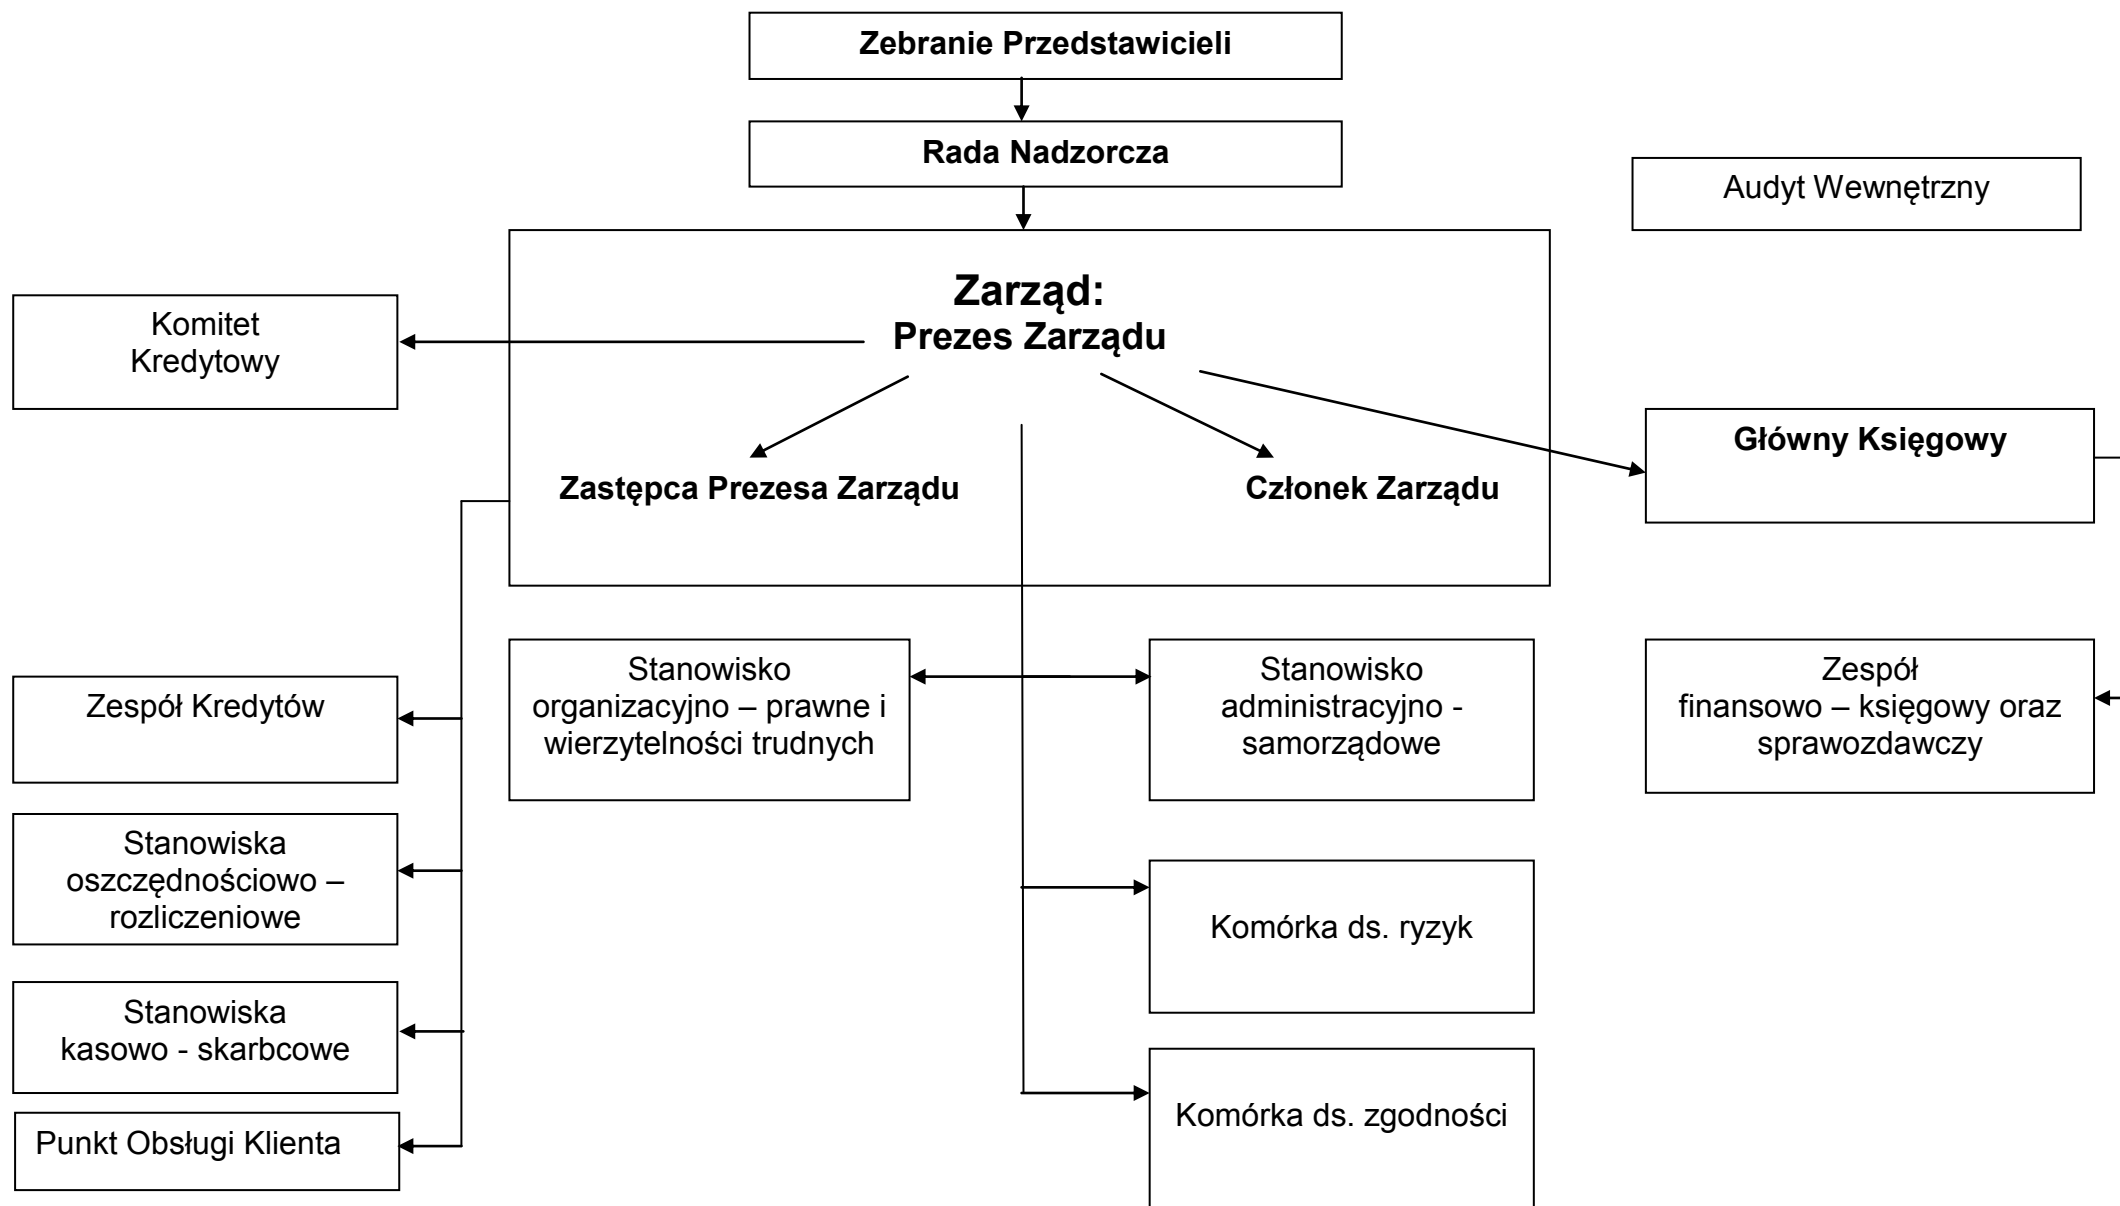 Zebranie Przedstawicieli
Rada Nadzorcza
Audyt Wewnętrzny
Zarząd:
Prezes Zarządu
Komitet
Kredytowy
Główny Księgowy
Zastępca Prezesa Zarządu
Członek Zarządu
Stanowisko
organizacyjno – prawne i
wierzytelności trudnych
Stanowisko
administracyjno -
samorządowe
Zespół
finansowo – księgowy oraz
sprawozdawczy
Zespół Kredytów
Stanowiska
oszczędnościowo –
rozliczeniowe
Komórka ds. ryzyk
Stanowiska
kasowo - skarbcowe
Komórka ds. zgodności
Punkt Obsługi Klienta